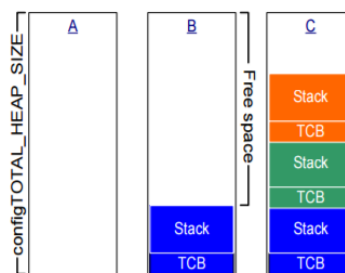 configTOTAL_HEAP_SIZE
A
B
C
Free space
Stack
TCB
Stack
TCB
Stack
TCB
Stack
TCB